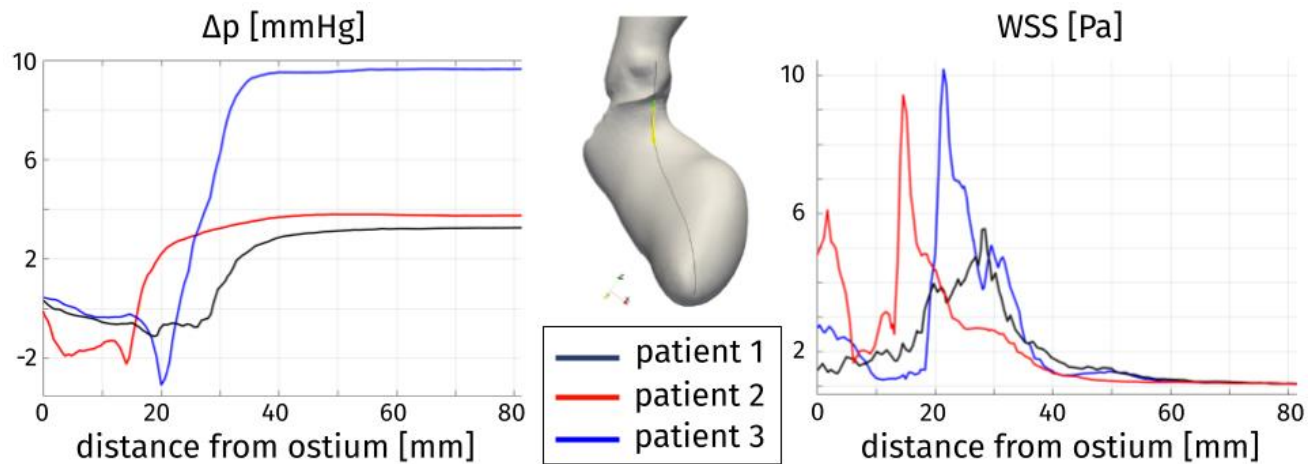 Δp [mmHg]
10
6
2
-2
0
20
40
60
80
distance from ostium [mm]
patient 1
patient 2
patient 3
WSS [Pa]
10
6
2
0
20
40
60
80
distance from ostium [mm]